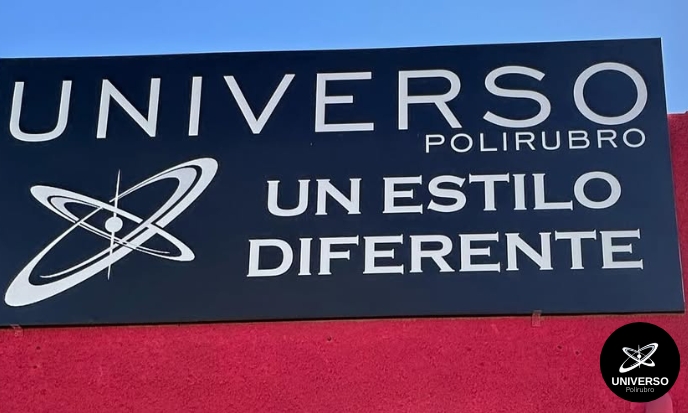 UNIVERSO
POLIRUBRO
UN ESTILO
DIFERENTE
UNIVERSO
Polirubro